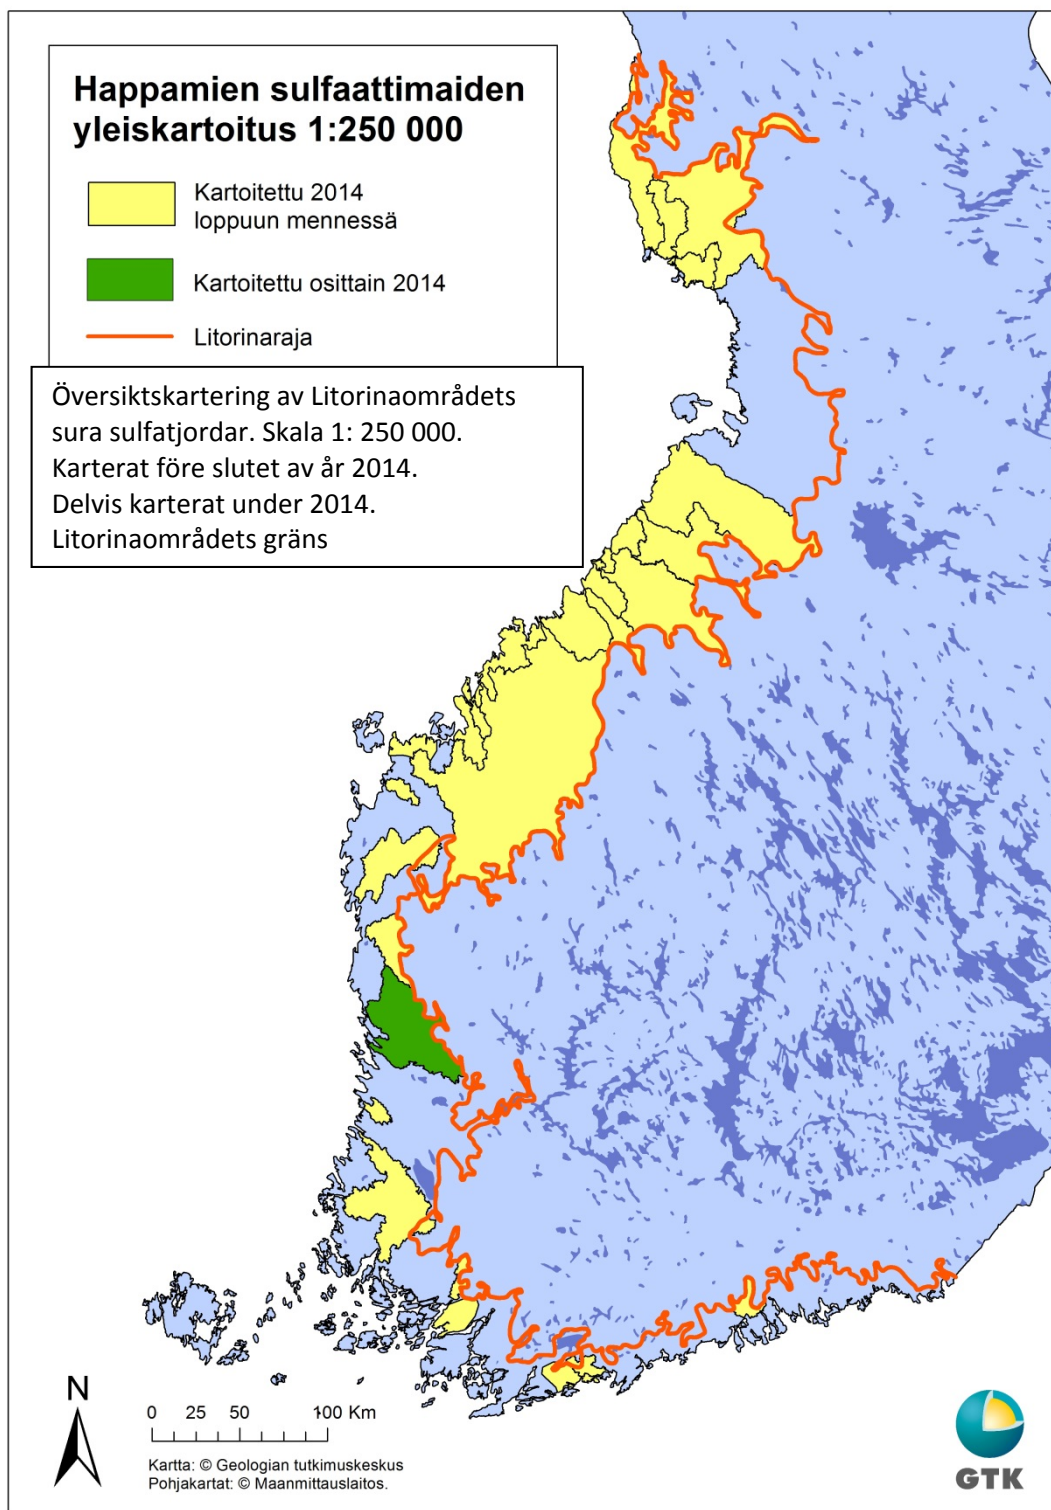 Happamien sulfaattimaiden
yleiskartoitus 1:250 000
Kartoitettu 2014
loppuun mennessä
Kartoitettu osittain 2014
Litorinaraja
Översiktskartering av Litorinaområdets
sura sulfatjordar. Skala 1: 250 000.
Karterat före slutet av år 2014.
Delvis karterat under 2014.
Litorinaområdets gräns
N
0 25 50 100 Km
Kartta: © Geologian tutkimuskeskus
Pohjakartat: © Maanmittauslaitos.
GTK